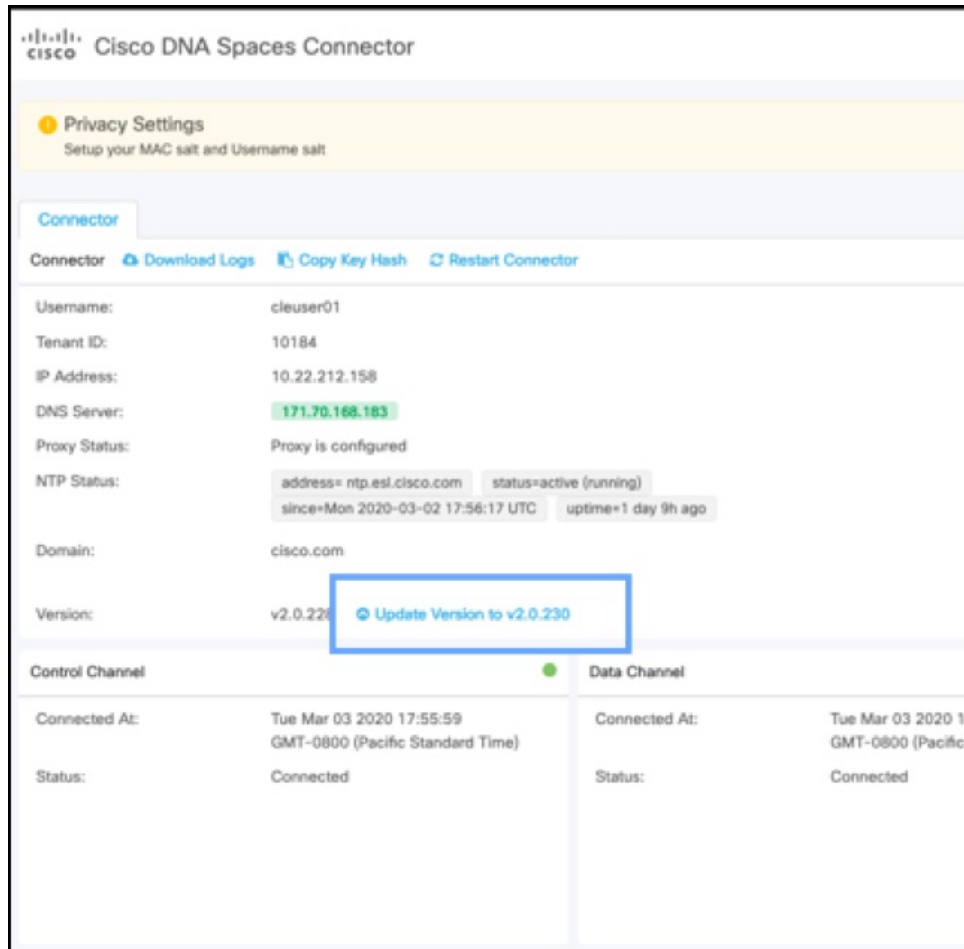 CISCO Cisco DNA Spaces Connector
Privacy Settings
Setup your MAC salt and Username salt
Connector
Connector Download Logs Copy Key Hash Restart Connector
Username: cleuser01
Tenant ID: 10184
IP Address: 10.22.212.158
DNS Server: 171.70.168.183
Proxy Status: Proxy is configured
NTP Status: address= ntp.esl.cisco.com status=active (running)
since=Mon 2020-03-02 17:56:17 UTC uptime=1 day 9h ago
Domain: cisco.com
Version: v2.0.228 Update Version to v2.0.230
Control Channel Data Channel
Connected At: Tue Mar 03 2020 17:55:59 Connected At: Tue Mar 03 2020 1
GMT-0800 (Pacific Standard Time) GMT-0800 (Pacific
Status: Connected Status: Connected